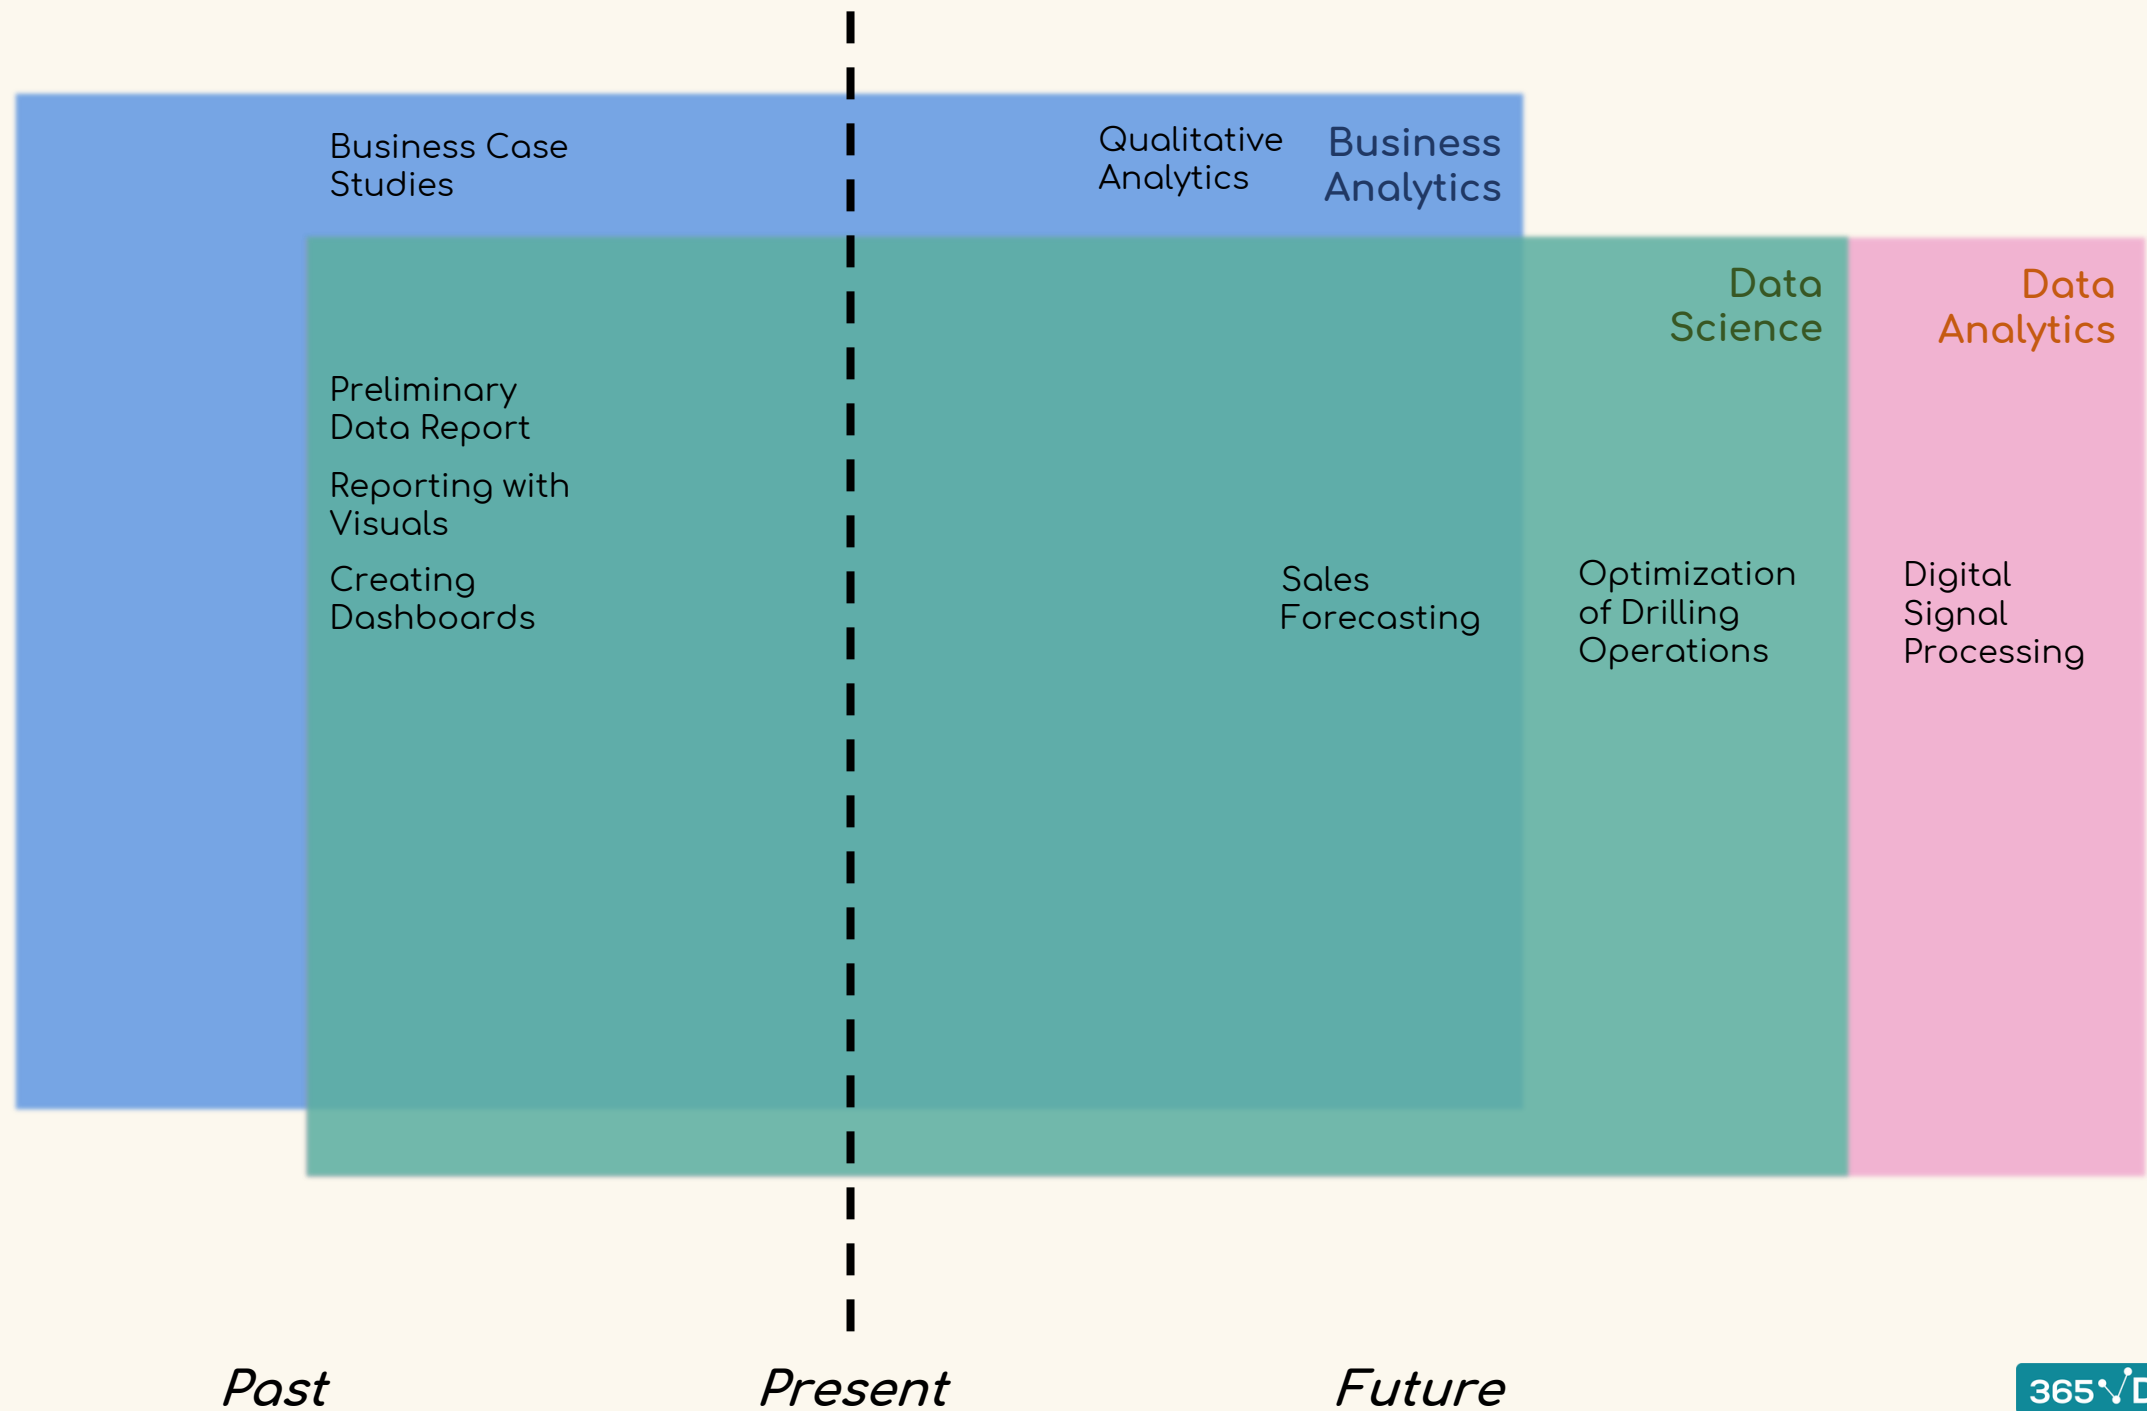 Business Case
Studies
Qualitative
Analytics
Business
Analytics
Data
Science
Data
Analytics
Preliminary
Data Report
Reporting with
Visuals
Creating
Dashboards
Sales
Forecasting
Optimization
of Drilling
Operations
Digital
Signal
Processing
Past
Present
Future
365